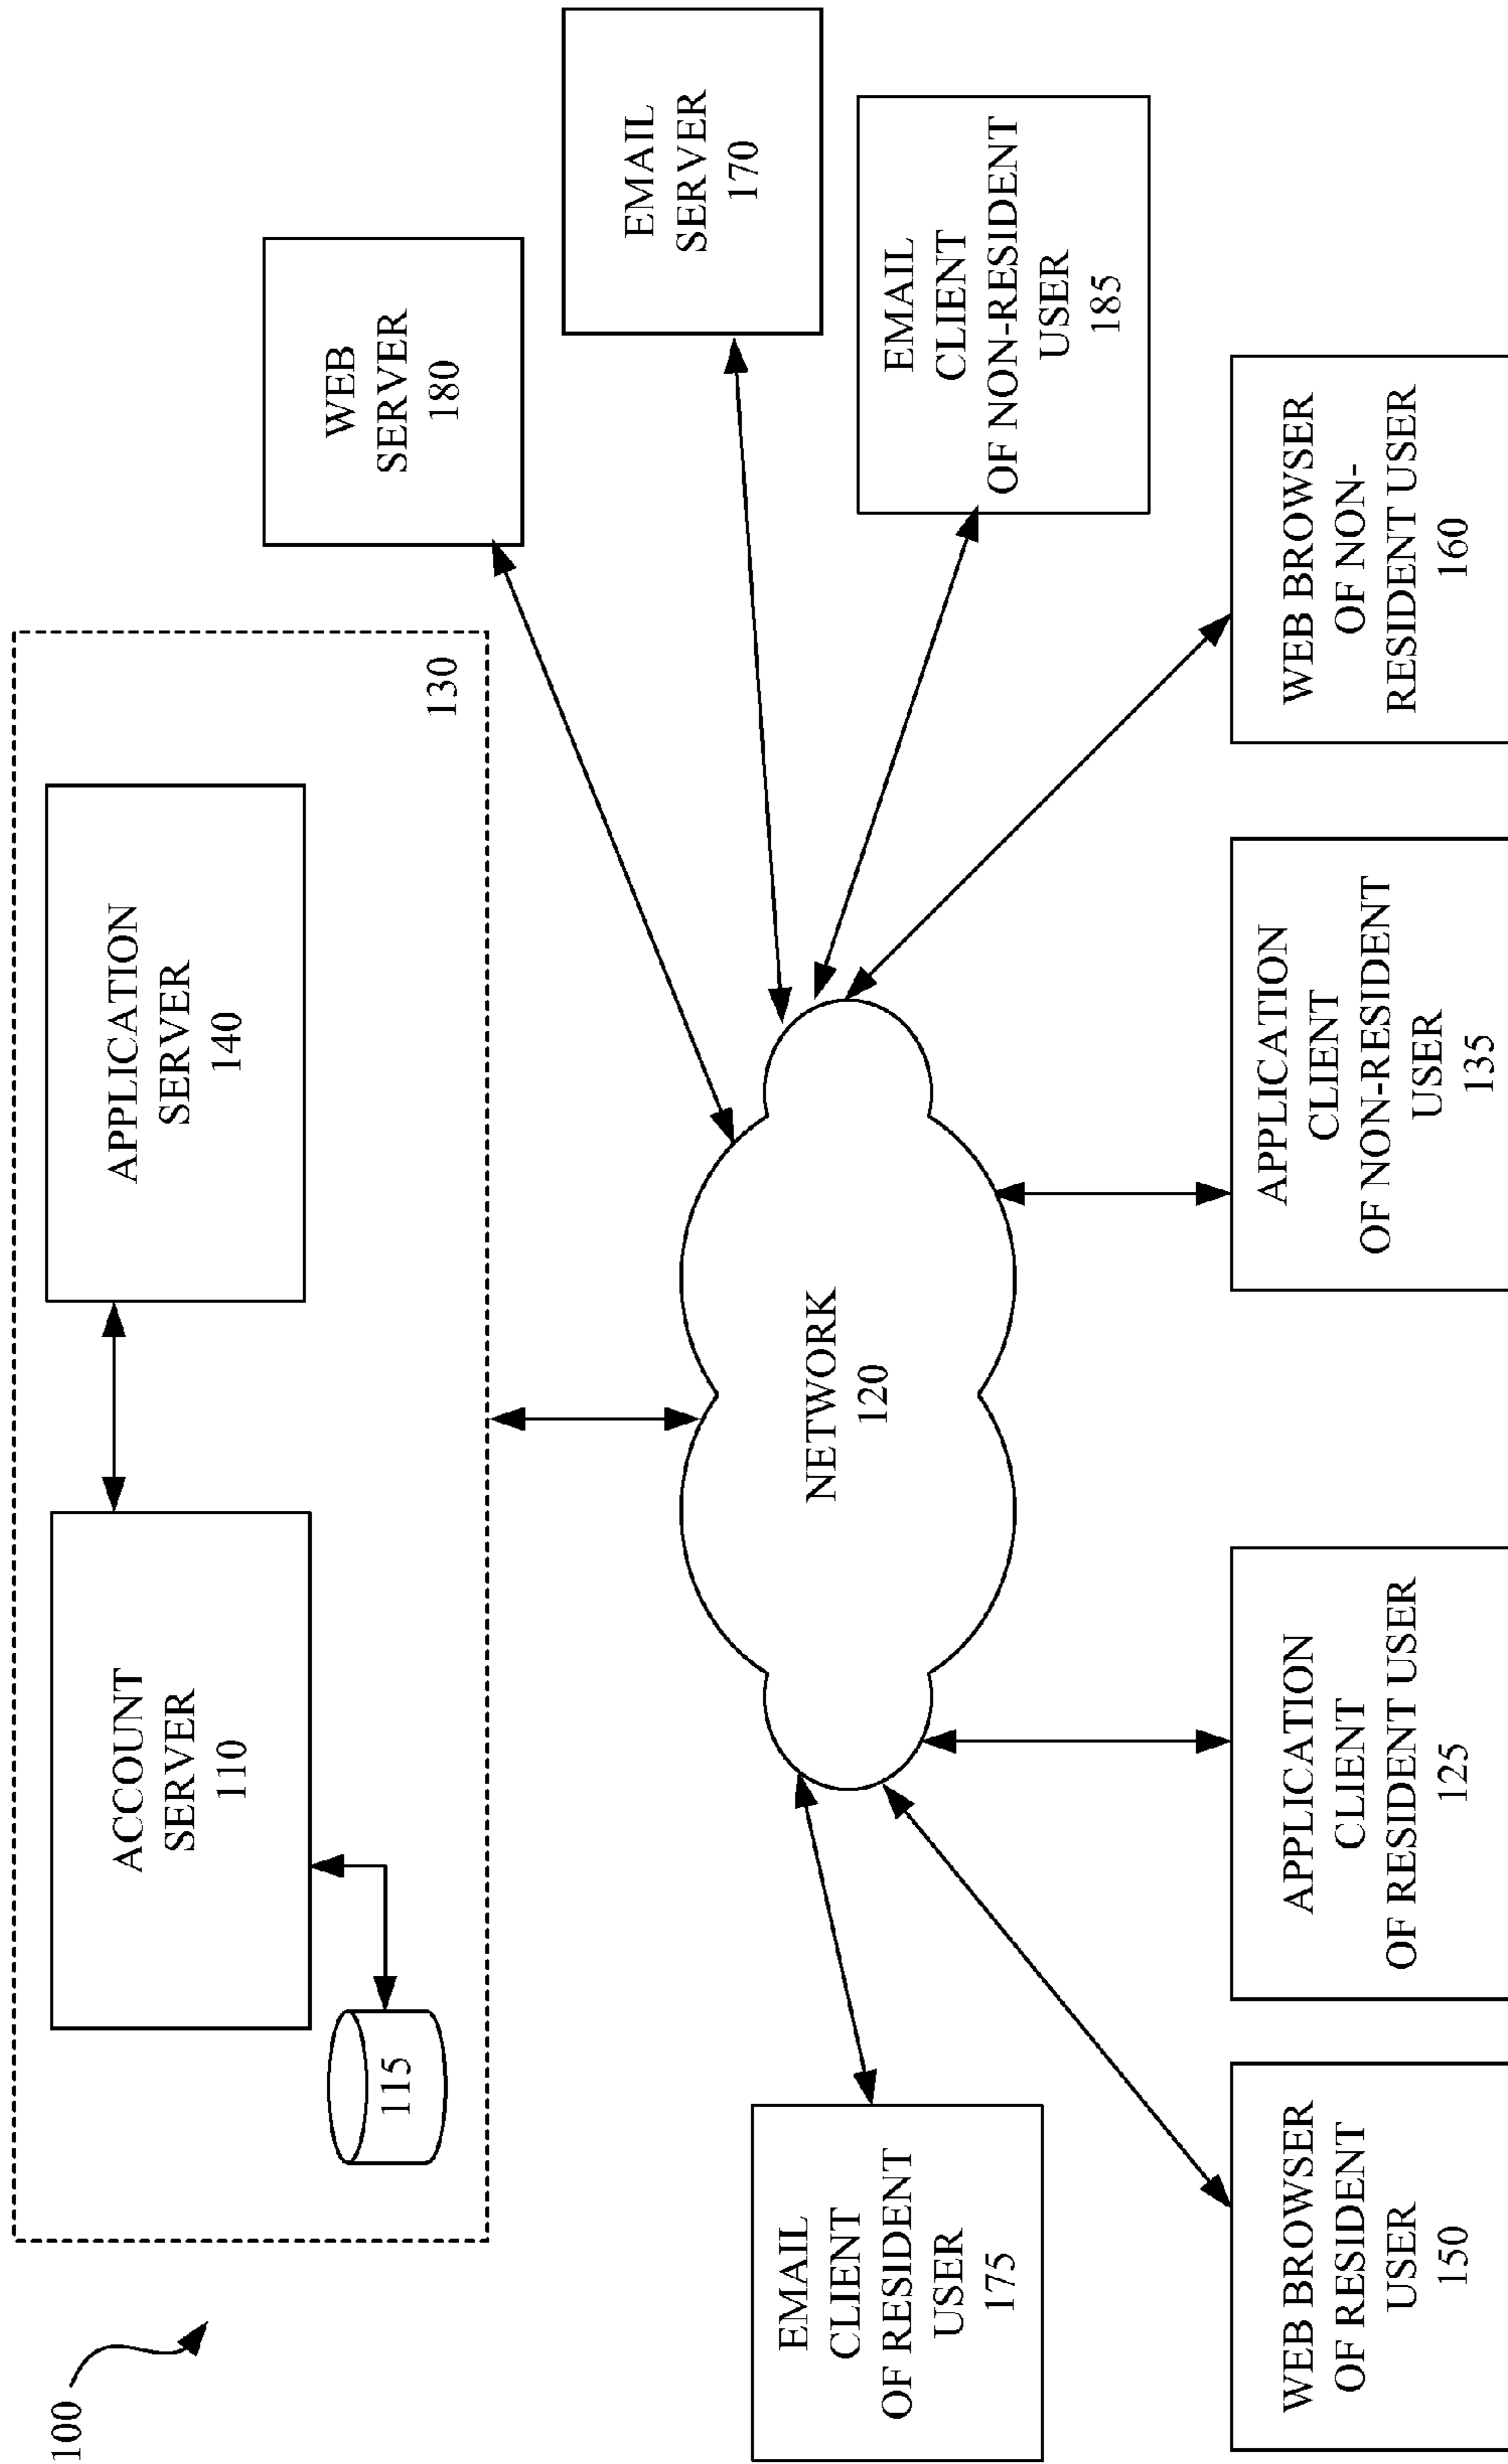 100
ACCOUNT
SERVER
110
115
APPLICATION
SERVER
140
130
WEB
SERVER
180
EMAIL
SERVER
170
NETWORK
120
EMAIL
CLIENT
OF RESIDENT
USER
175
EMAIL
CLIENT
OF NON-RESIDENT
USER
185
WEB BROWSER
OF RESIDENT
USER
150
APPLICATION
CLIENT
OF RESIDENT USER
125
APPLICATION
CLIENT
OF NON-RESIDENT
USER
135
WEB BROWSER
OF NON-
RESIDENT USER
160